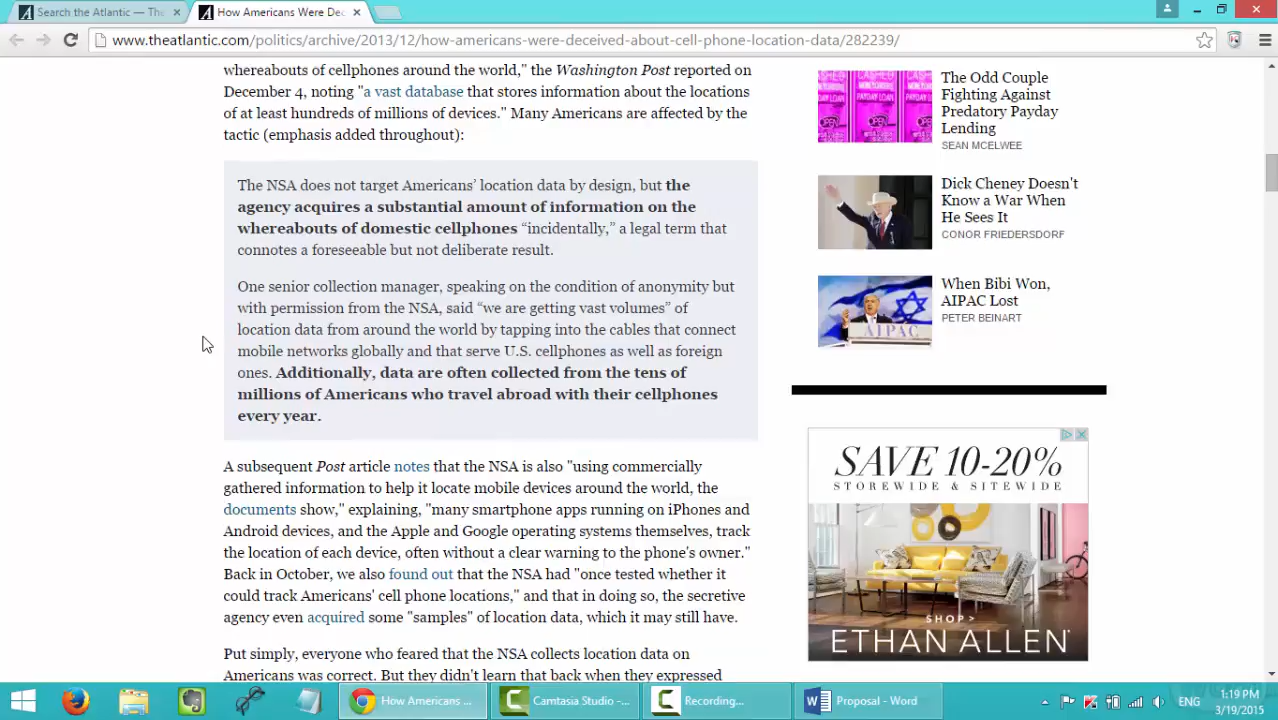 Search the Atlantic — The
How Americans Were Dec
www.theatlantic.com/politics/archive/2013/12/how-americans-were-deceived-about-cell-phone-location-data/282239/
whereabouts of cellphones around the world," the Washington Post reported on
December 4, noting "a vast database that stores information about the locations
of at least hundreds of millions of devices." Many Americans are affected by the
tactic (emphasis added throughout):
The NSA does not target Americans’ location data by design, but the
agency acquires a substantial amount of information on the
whereabouts of domestic cellphones “incidentally,” a legal term that
connotes a foreseeable but not deliberate result.
One senior collection manager, speaking on the condition of anonymity but
with permission from the NSA, said “we are getting vast volumes” of
location data from around the world by tapping into the cables that connect
mobile networks globally and that serve U.S. cellphones as well as foreign
ones. Additionally, data are often collected from the tens of
millions of Americans who travel abroad with their cellphones
every year.
A subsequent Post article notes that the NSA is also "using commercially
gathered information to help it locate mobile devices around the world, the
documents show," explaining, "many smartphone apps running on iPhones and
Android devices, and the Apple and Google operating systems themselves, track
the location of each device, often without a clear warning to the phone's owner."
Back in October, we also found out that the NSA had "once tested whether it
could track Americans' cell phone locations," and that in doing so, the secretive
agency even acquired some "samples" of location data, which it may still have.
Put simply, everyone who feared that the NSA collects location data on
Americans was correct. But they didn't learn that back when they expressed
The Odd Couple
Fighting Against
Predatory Payday
Lending
SEAN MCELWEE
Dick Cheney Doesn't
Know a War When
He Sees It
CONOR FRIEDERSDORF
When Bibi Won,
AIPAC Lost
PETER BEINART
AIPAC
SAVE 10-20%
STOREWIDE & SITEWIDE
SHOP >
ETHAN ALLEN
How Americans ...
Camtasia Studio -...
Recording...
Proposal - Word
ENG
1:19 PM
3/19/2015